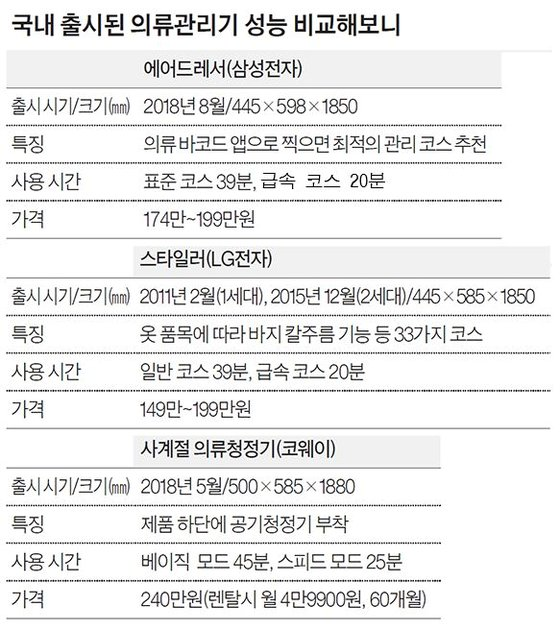 국내 출시된 의류관리기 성능 비교해보니
에어드레서(삼성전자)
출시 시기/크기(㎜) 2018년 8월/445×598×1850
특징 의류 바코드 앱으로 찍으면 최적의 관리 코스 추천
사용 시간 표준 코스 39분, 급속 코스 20분
가격 174만~199만원
스타일러(LG전자)
출시 시기/크기(㎜) 2011년 2월(1세대), 2015년 12월(2세대)/445×585×1850
특징 옷 품목에 따라 바지 칼주름 기능 등 33가지 코스
사용 시간 일반 코스 39분, 급속 코스 20분
가격 149만~199만원
사계절 의류청정기(코웨이)
출시 시기/크기(㎜) 2018년 5월/500×585×1880
특징 제품 하단에 공기청정기 부착
사용 시간 베이직 모드 45분, 스피드 모드 25분
가격 240만원(렌탈시 월 4만9900원, 60개월)